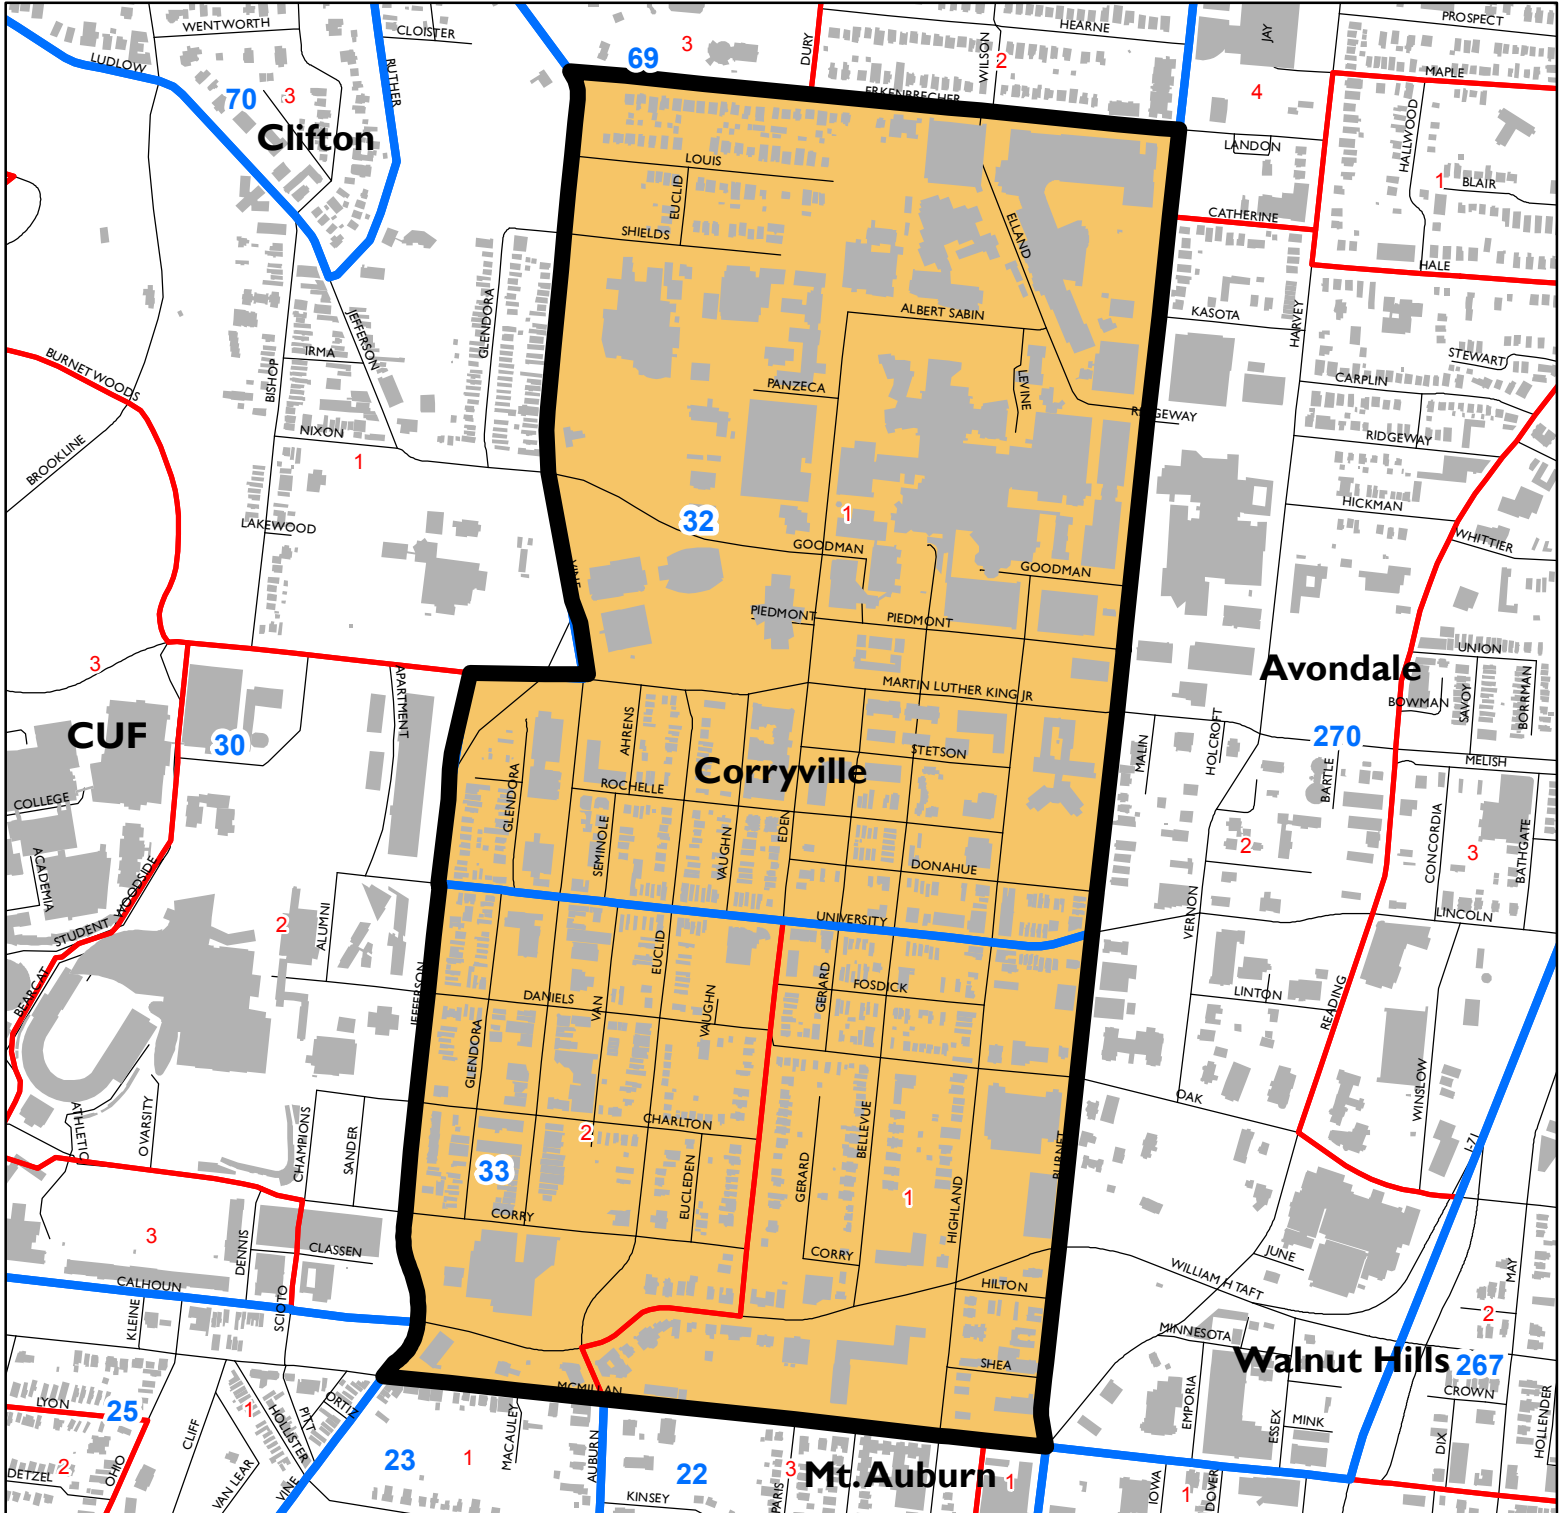 WENTWORTH
CLOISTER
69
3
DURY
WILSON
HEARNE
2
JAY
PROSPECT
LUDLOW
RUTHER
70
3
Clifton
ERKENBRECHER
4
MAPLE
LANDON
HALLWOOD
LOUIS
EUCLID
1
BLAIR
CATHERINE
SHIELDS
ELLAND
HALE
GLENDORA
JEFFERSON
ALBERT SABIN
KASOTA
HARVEY
BURNET WOODS
IRMA
BISHOP
STEWART
CARPLIN
PANZECA
LEVINE
RIDGEWAY
BROOKLINE
NIXON
1
RIDGEWAY
LAKEWOOD
32
1
HICKMAN
WHITTIER
GOODMAN
GOODMAN
VINE
PIEDMONT
PIEDMONT
3
APARTMENT
UNION
Avondale
MARTIN LUTHER KING JR
BOWMAN
SAVOY
BORRMAN
CUF
30
AHRENS
HOLCROFT
MALIN
270
STETSON
Corryville
MELISH
BARTLE
COLLEGE
ROCHELLE
GLENDORA
SEMINOLE
VAUGHN
EDEN
CONCORDIA
BATHGATE
ACADEMIA
2
3
DONAHUE
WOODSIDE
STUDENT
2
ALUMNI
UNIVERSITY
VERNON
LINCOLN
EUCLID
BEARCAT
JEFFERSON
DANIELS
VAN
VAUGHN
GERARD
FOSDICK
LINTON
READING
GLENDORA
WINSLOW
OAK
ATHLETIC
OVARSITY
CHAMPIONS
SANDER
CHARLTON
2
BELLEVUE
BURNET
I-71
33
EUCLEDEN
GERARD
1
HIGHLAND
CORRY
3
DENNIS
CLASSEN
CORRY
JUNE
MAY
WILLIAM H TAFT
HILTON
CALHOUN
KLEINE
SCIOTO
2
MINNESOTA
SHEA
Walnut Hills
267
MCMILLAN
CROWN
LYON
25
1
HOLLISTER
PITT
ORTIZ
CLIFF
EMPORIA
ESSEX
MINK
HOLLENDER
DIX
MACAULEY
AUBURN
23
1
22
3
Mt. Auburn
1
DETZEL
2
OHIO
VAN LEAR
VINE
KINSEY
PARIS
IOWA
1
DOVER